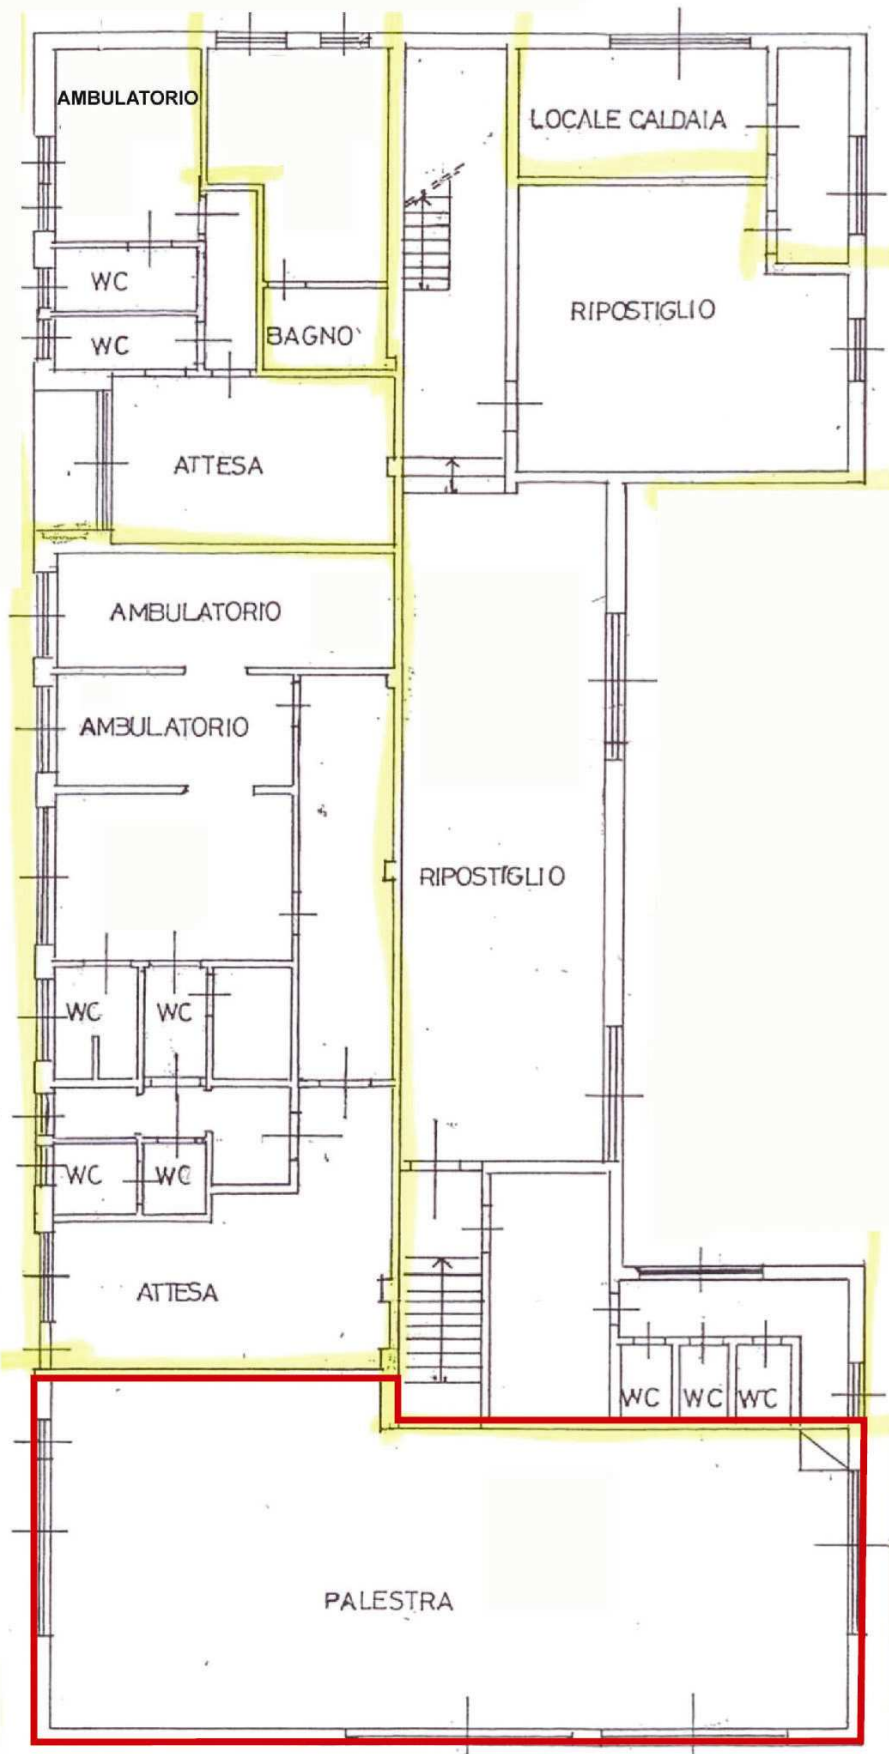 AMBULATORIO
LOCALE CALDAIA
WC
RIPOSTIGLIO
WC
BAGNO
ATTESA
AMBULATORIO
AMBULATORIO
RIPOSTIGLIO
WC
WC
WC
WC
ATTESA
WC
WC
WC
PALESTRA